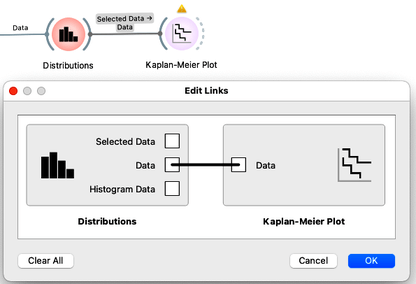 Data
Selected Data →
Data
Distributions
Kaplan-Meier Plot
Edit Links
Selected Data
Data
Data
Histogram Data
Distributions
Kaplan-Meier Plot
Clear All
Cancel
OK